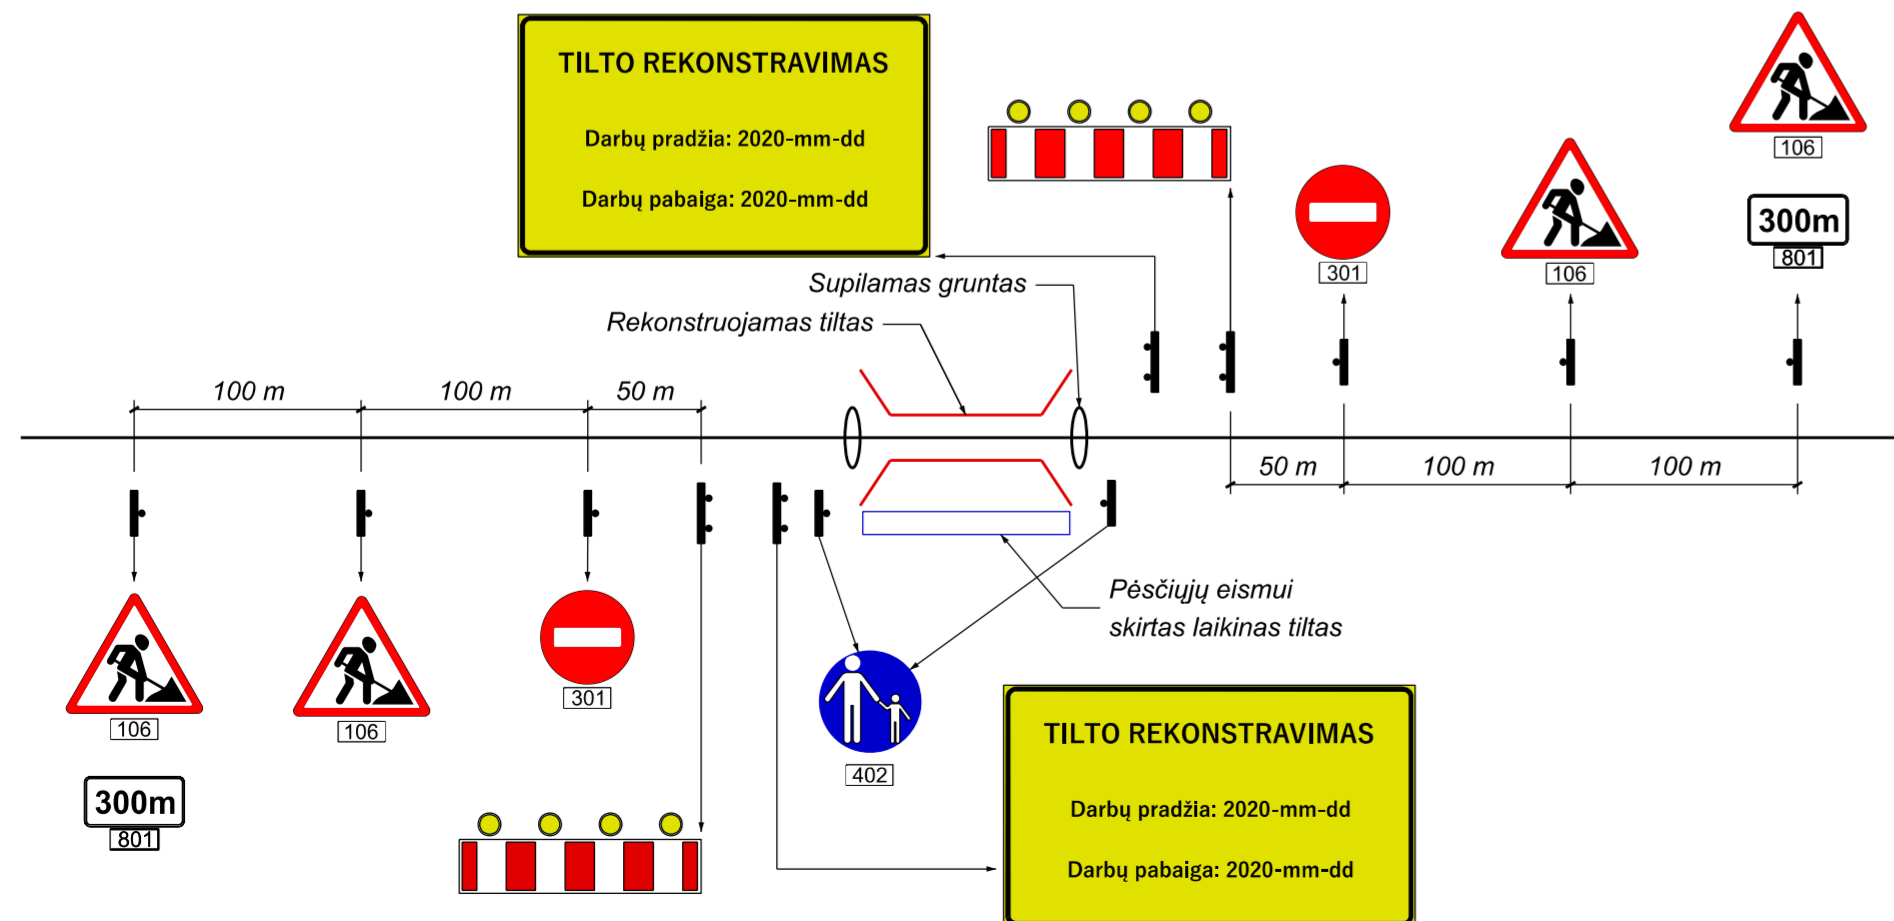 TILTO REKONSTRAVIMAS
Darbų pradžia: 2020-mm-dd
Darbų pabaiga: 2020-mm-dd
106
300m
801
301
106
Supilamas gruntas
Rekonstruojamas tiltas
100 m
100 m
50 m
50 m
100 m
100 m
Pėsčiųjų eismui
skirtas laikinas tiltas
106
300m
801
106
301
402
TILTO REKONSTRAVIMAS
Darbų pradžia: 2020-mm-dd
Darbų pabaiga: 2020-mm-dd